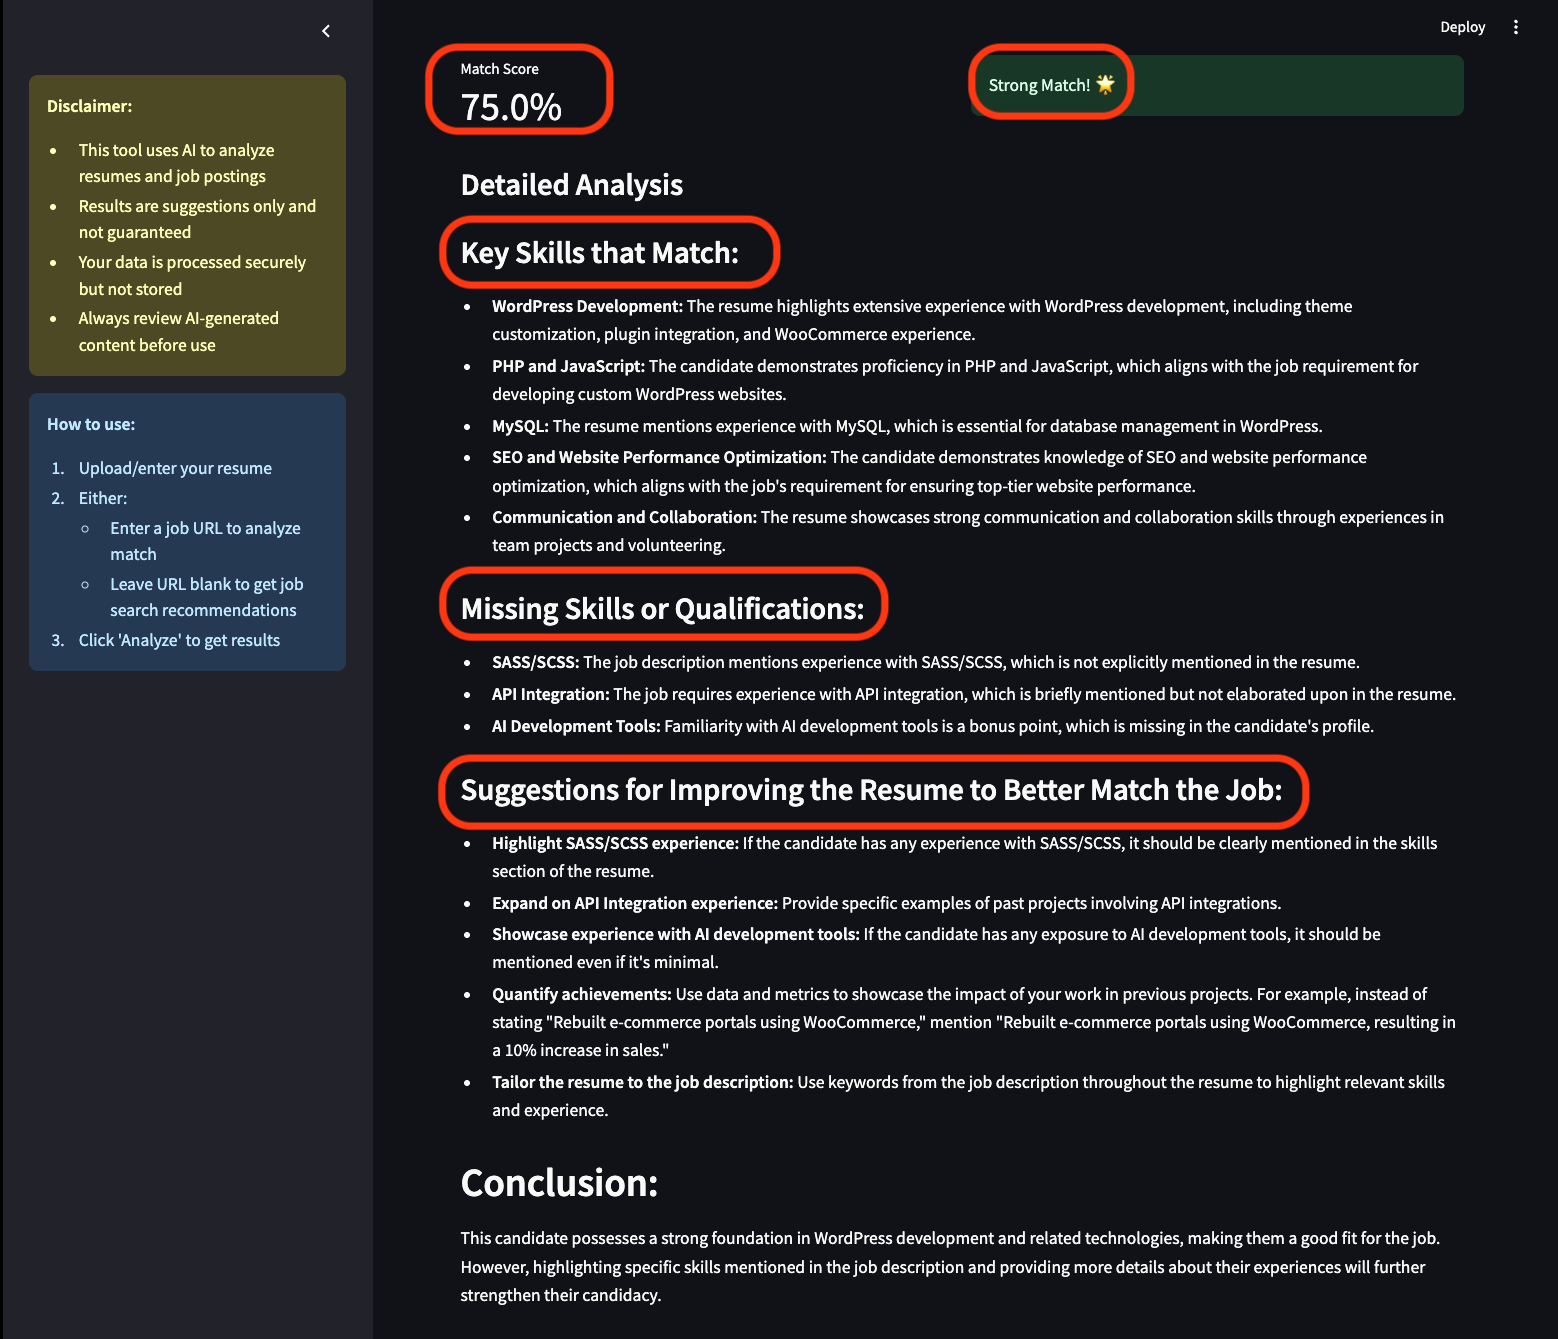 Deploy
Disclaimer:
• This tool uses AI to analyze
resumes and job postings
• Results are suggestions only and
not guaranteed
• Your data is processed securely
but not stored
• Always review AI-generated
content before use
How to use:
1. Upload/enter your resume
2. Either:
○ Enter a job URL to analyze
match
○ Leave URL blank to get job
search recommendations
3. Click 'Analyze' to get results
Match Score
75.0%
Strong Match! 🌟
Detailed Analysis
Key Skills that Match:
• WordPress Development: The resume highlights extensive experience with WordPress development, including theme
customization, plugin integration, and WooCommerce experience.
• PHP and JavaScript: The candidate demonstrates proficiency in PHP and JavaScript, which aligns with the job requirement for
developing custom WordPress websites.
• MySQL: The resume mentions experience with MySQL, which is essential for database management in WordPress.
• SEO and Website Performance Optimization: The candidate demonstrates knowledge of SEO and website performance
optimization, which aligns with the job's requirement for ensuring top-tier website performance.
• Communication and Collaboration: The resume showcases strong communication and collaboration skills through experiences in
team projects and volunteering.
Missing Skills or Qualifications:
• SASS/SCSS: The job description mentions experience with SASS/SCSS, which is not explicitly mentioned in the resume.
• API Integration: The job requires experience with API integration, which is briefly mentioned but not elaborated upon in the resume.
• AI Development Tools: Familiarity with AI development tools is a bonus point, which is missing in the candidate's profile.
Suggestions for Improving the Resume to Better Match the Job:
• Highlight SASS/SCSS experience: If the candidate has any experience with SASS/SCSS, it should be clearly mentioned in the skills
section of the resume.
• Expand on API Integration experience: Provide specific examples of past projects involving API integrations.
• Showcase experience with AI development tools: If the candidate has any exposure to AI development tools, it should be
mentioned even if it's minimal.
• Quantify achievements: Use data and metrics to showcase the impact of your work in previous projects. For example, instead of
stating "Rebuilt e-commerce portals using WooCommerce," mention "Rebuilt e-commerce portals using WooCommerce, resulting in
a 10% increase in sales."
• Tailor the resume to the job description: Use keywords from the job description throughout the resume to highlight relevant skills
and experience.
Conclusion:
This candidate possesses a strong foundation in WordPress development and related technologies, making them a good fit for the job.
However, highlighting specific skills mentioned in the job description and providing more details about their experiences will further
strengthen their candidacy.